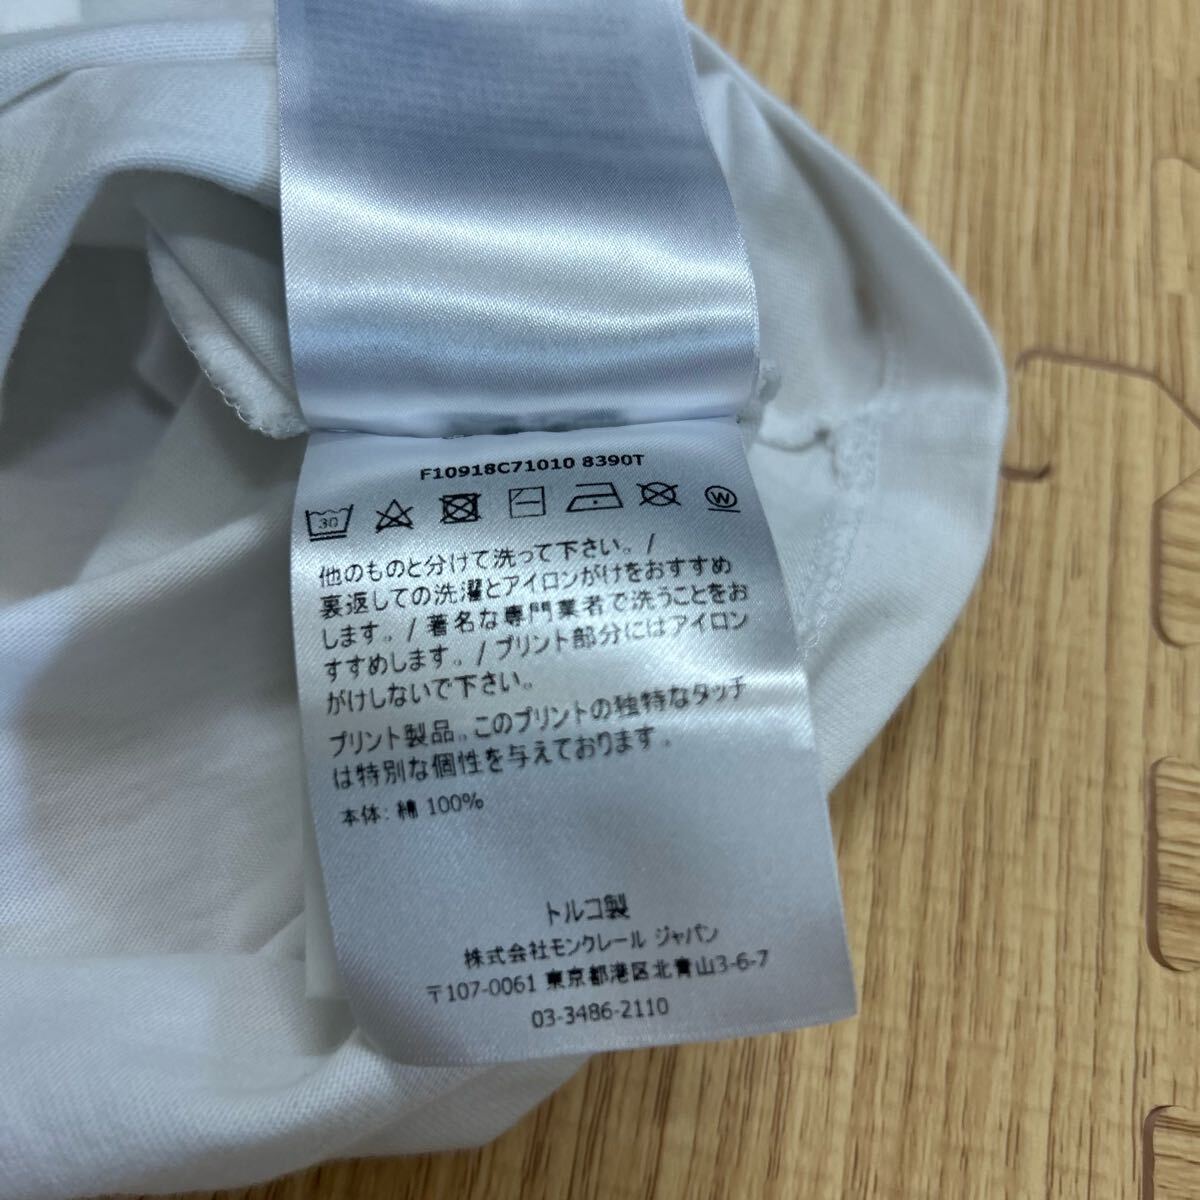 F10918C71010 8390T
30 W
他のものと分けて洗って下さい。/
裏返しての洗濯とアイロンがけをおすすめ
します。/ 著名な専門業者で洗うことをお
すすめします。/ プリント部分にはアイロン
がけしないで下さい。
プリント製品。このプリントの独特なタッチ
は特別な個性を与えております。
本体: 綿 100%
トルコ製
株式会社モンクレール ジャパン
〒107-0061 東京都港区北青山3-6-7
03-3486-2110